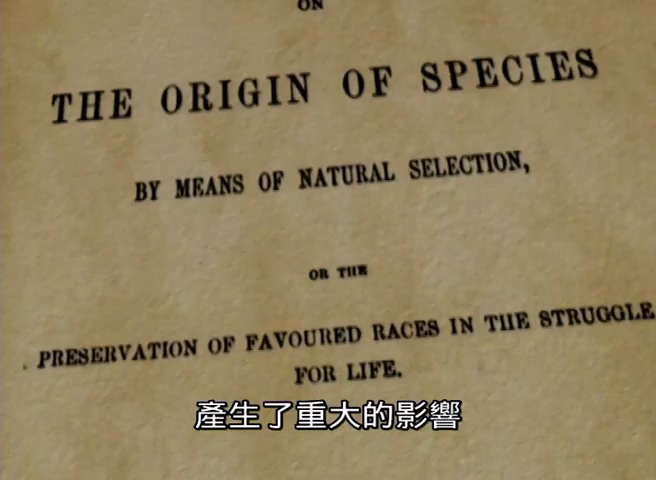 ON
THE ORIGIN OF SPECIES
BY MEANS OF NATURAL SELECTION,
OR THE
PRESERVATION OF FAVOURED RACES IN THE STRUGGLE
FOR LIFE.
產生了重大的影響